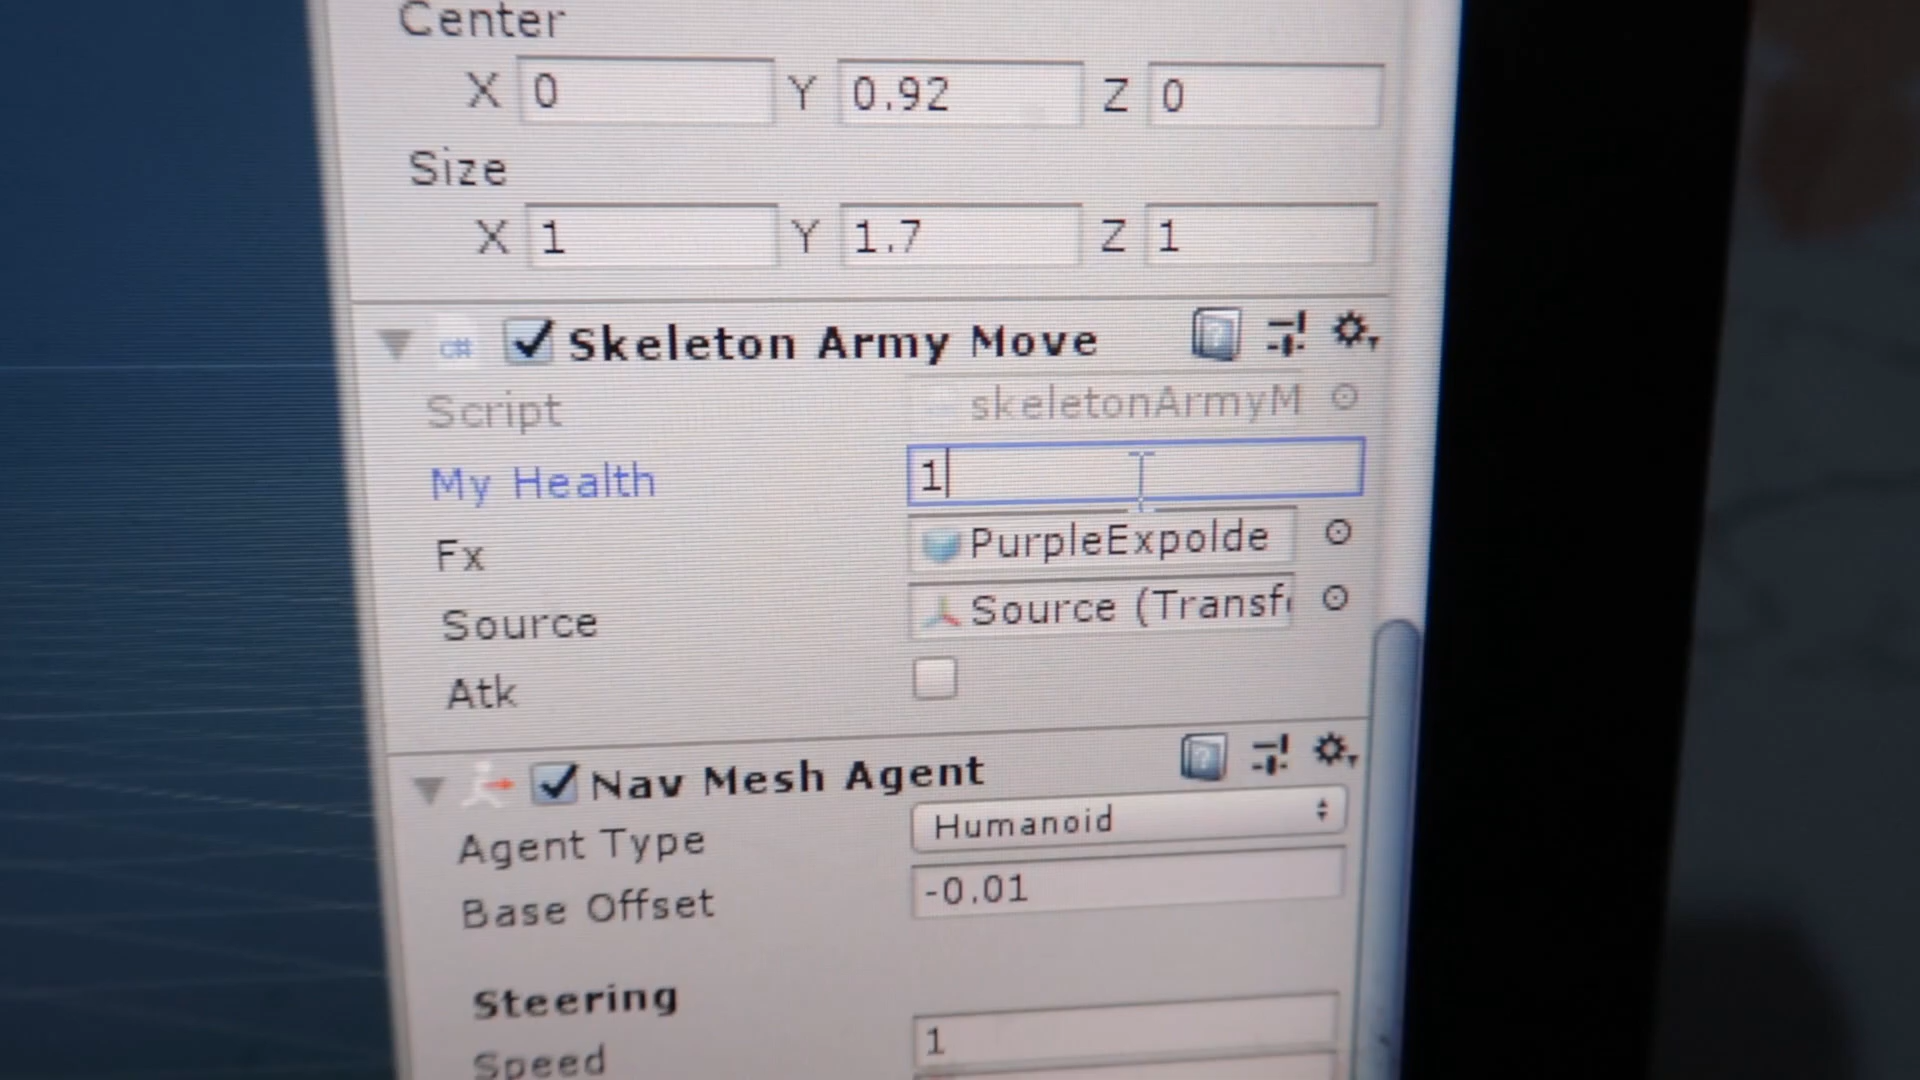 Center
X 0 Y 0.92 Z 0
Size
X 1 Y 1.7 Z 1
c# Skeleton Army Move
Script skeletonArmyM
My Health 1
Fx PurpleExpolde
Source Source (Transf
Atk
Nav Mesh Agent
Agent Type Humanoid
Base Offset -0.01
Steering
Speed 1